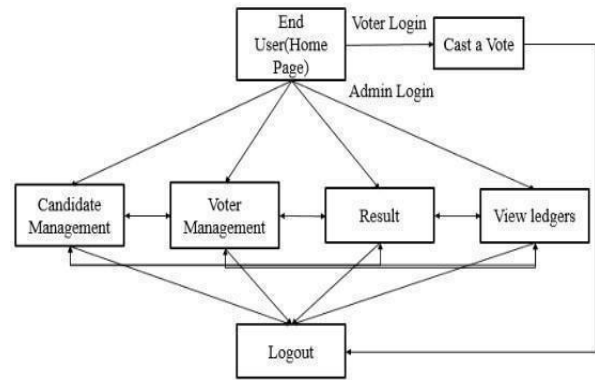 End
User(Home
Page)
Voter Login
Cast a Vote
Admin Login
Candidate
Management
Voter
Management
Result
View ledgers
Logout